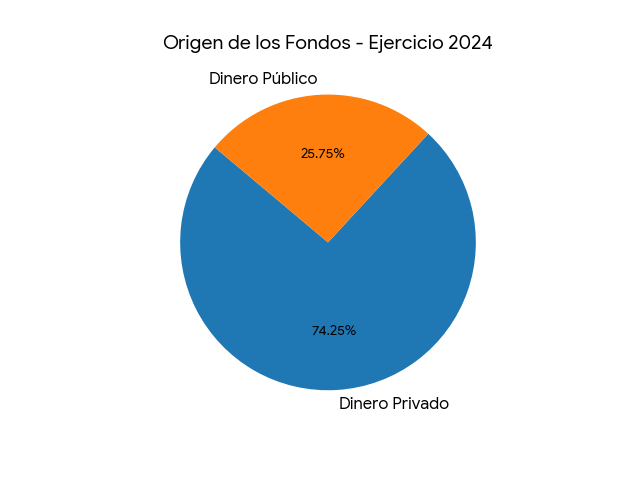 Origen de los Fondos - Ejercicio 2024
Dinero Público
25.75%
74.25%
Dinero Privado